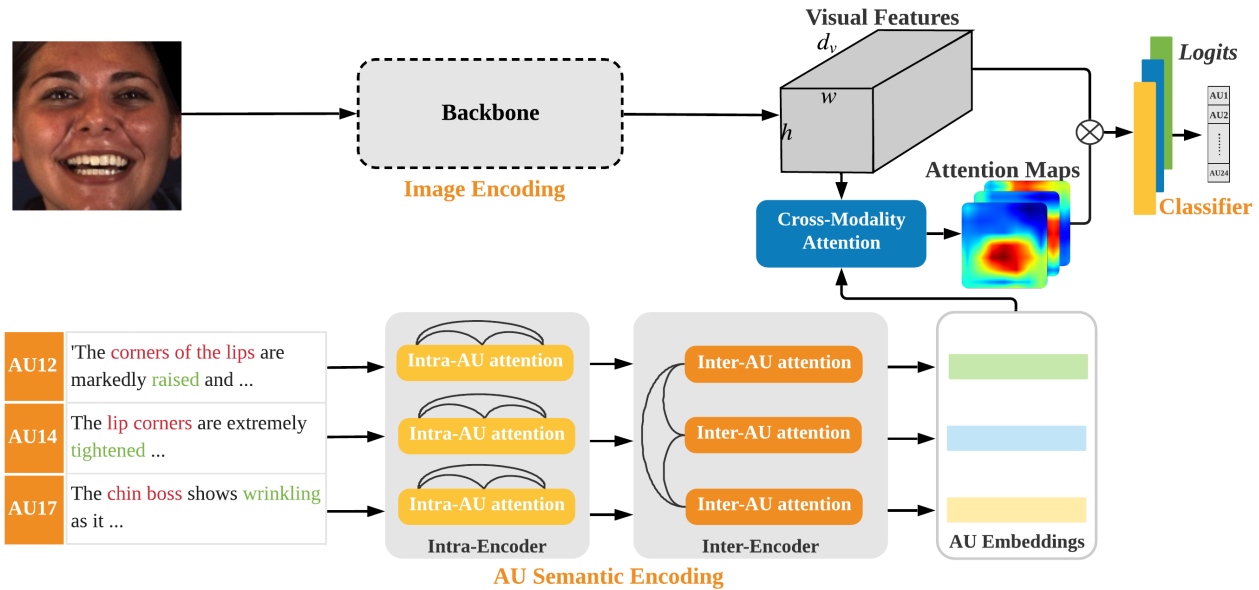 Visual Features
d_v
w
h
Backbone
Image Encoding
Logits
AU1
AU2
......
AU24
Classifier
Attention Maps
Cross-Modality
Attention
AU12
'The corners of the lips are
markedly raised and ...
AU14
The lip corners are extremely
tightened ...
AU17
The chin boss shows wrinkling
as it ...
Intra-AU attention
Intra-AU attention
Intra-AU attention
Intra-Encoder
Inter-AU attention
Inter-AU attention
Inter-AU attention
Inter-Encoder
AU Embeddings
AU Semantic Encoding